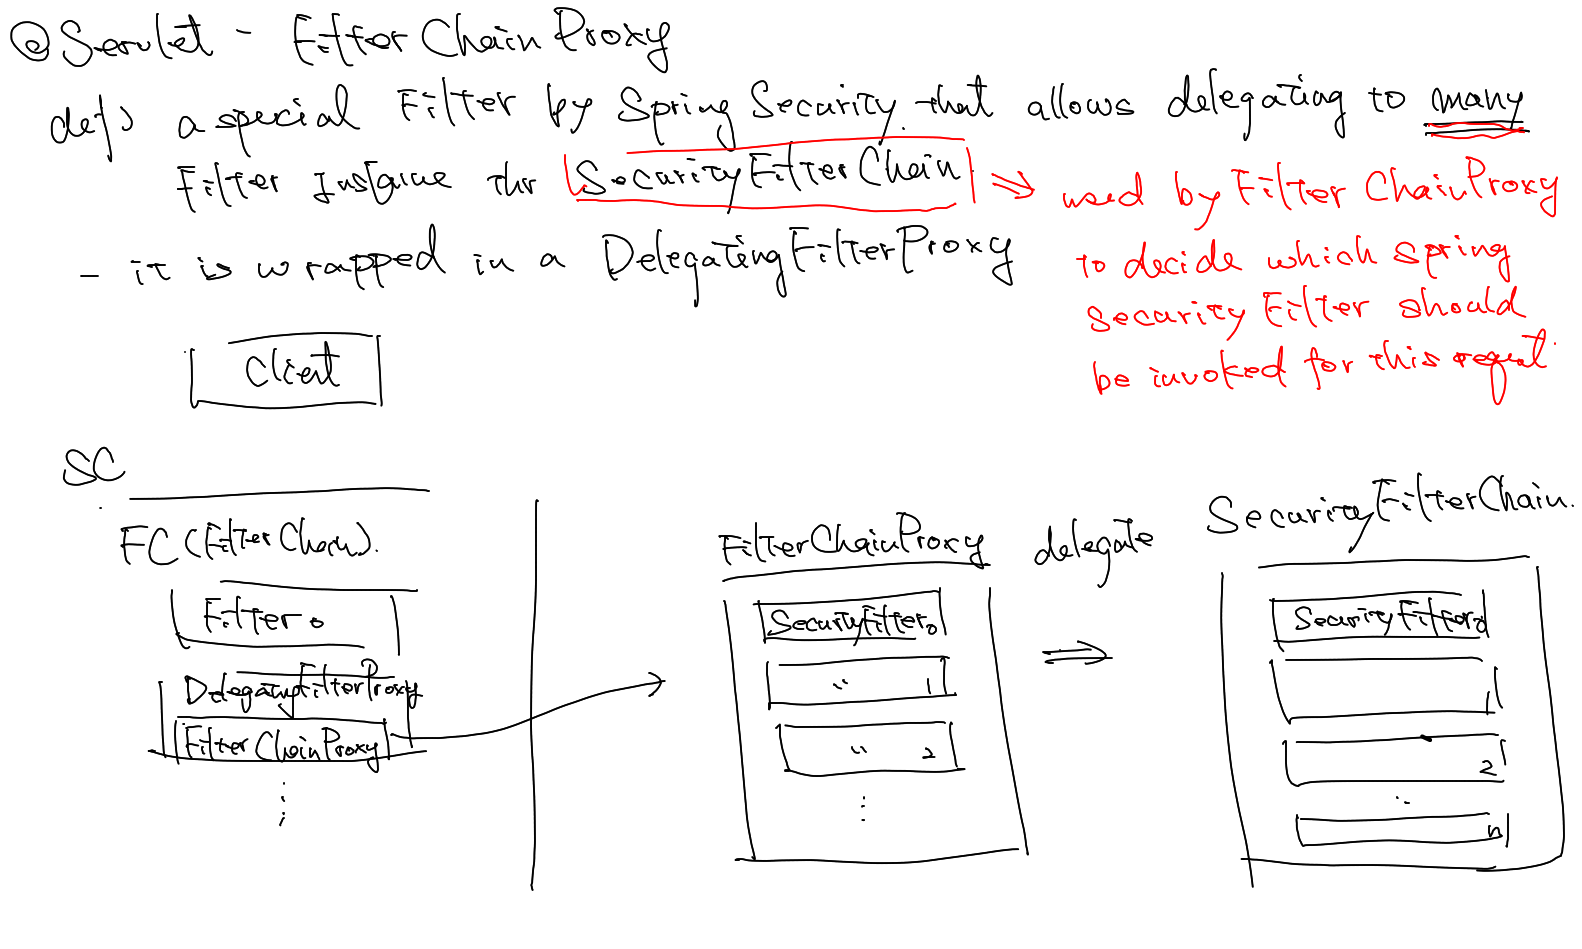 @Servlet - FilterChainProxy
def) a special Filter by Spring Security that allows delegating to many
Filter Instance thr SecurityFilterChain ⇒ used by FilterChainProxy
to decide which spring
security Filter should
be invoked for this request
- it is wrapped in a DelegatingFilterProxy
Client
SC
FC (FilterChain).
Filter0
DelegatingFilterProxy
FilterChainProxy
⋮
FilterChainProxy
SecurityFilter0
" 1
" 2
⋮
delegate
⇒
SecurityFilterChain.
SecurityFilter0
1
2
..
n